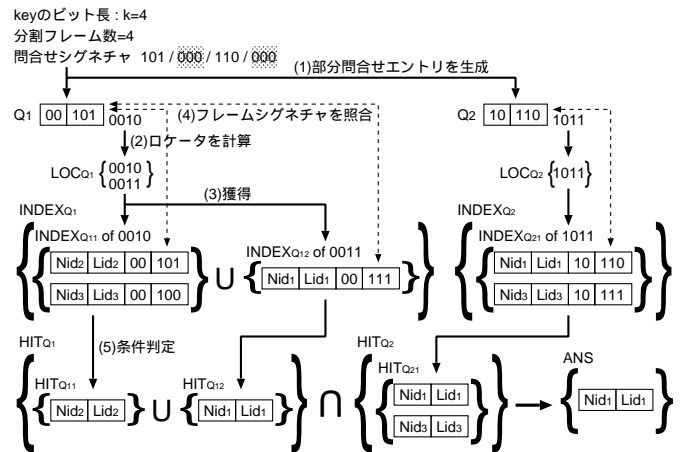 keyのビット長 : k=4
分割フレーム数=4
問合せシグネチャ 101 / 000 / 110 / 000
(1)部分問合せエントリを生成
Q1 00 101 0010
(4)フレームシグネチャを照合
Q2 10 110 1011
(2)ロケータを計算
LOCQ1 { 0010 0011 }
LOCQ2 {1011}
(3)獲得
INDEXQ1
INDEXQ2
INDEXQ11 of 0010
INDEXQ12 of 0011
INDEXQ21 of 1011
Nid2 Lid2 00 101
Nid3 Lid3 00 100
∪
Nid1 Lid1 00 111
Nid1 Lid1 10 110
Nid3 Lid3 10 111
(5)条件判定
HITQ1
HITQ2
HITQ11
HITQ12
HITQ21
ANS
{ Nid2 Lid2 } ∪ { Nid1 Lid1 } ∩
Nid1 Lid1
Nid3 Lid3
Nid1 Lid1